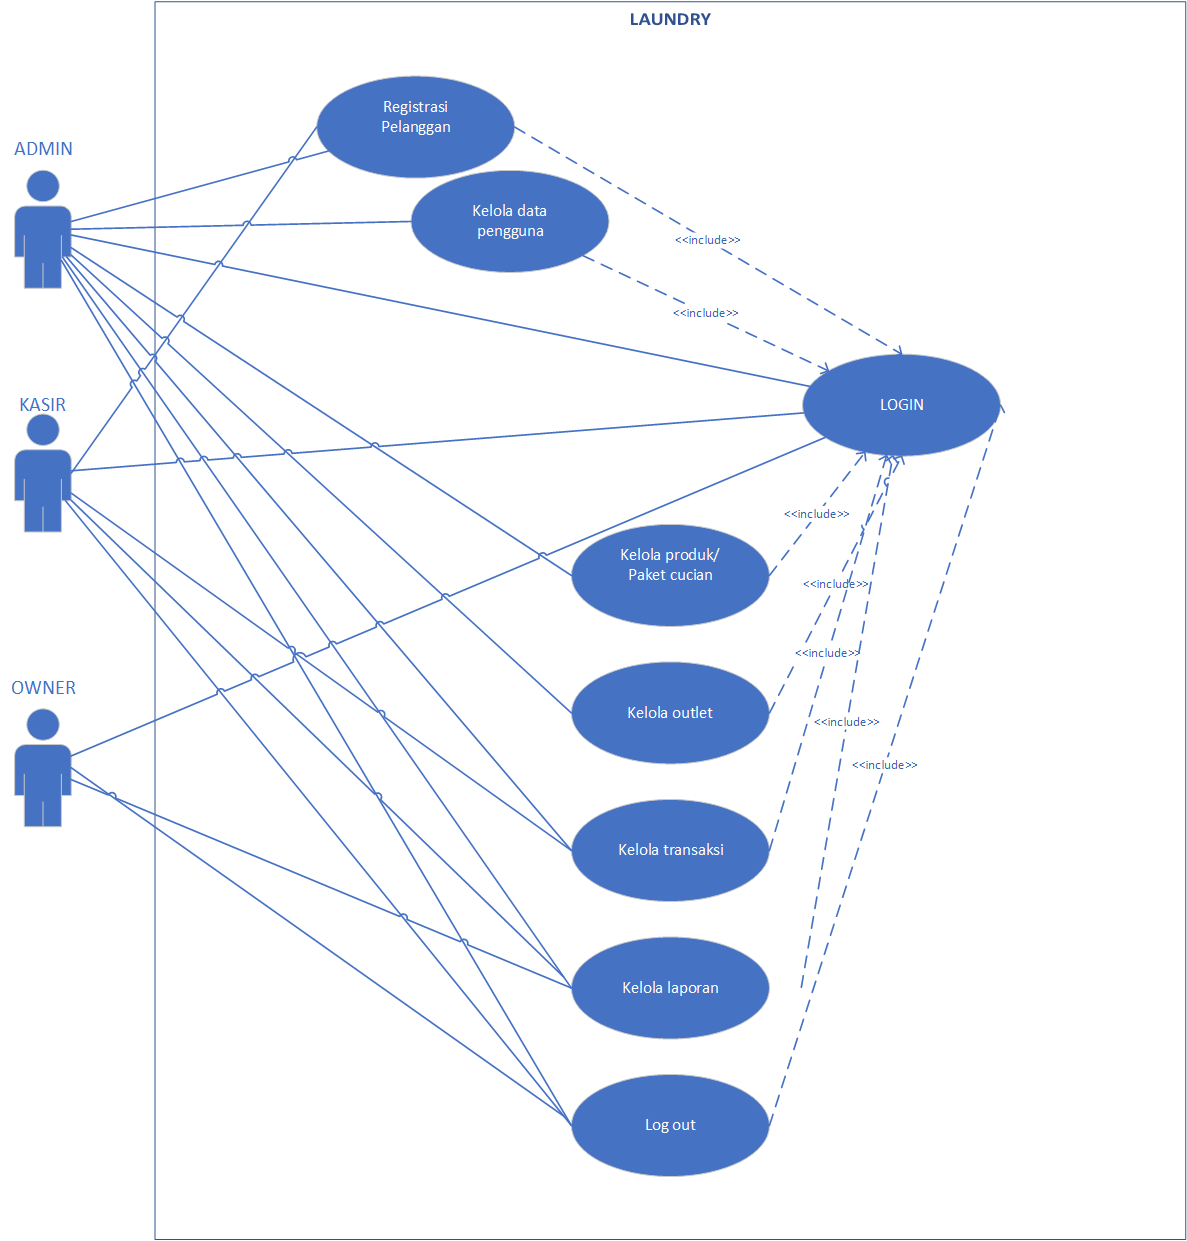 LAUNDRY
Registrasi
Pelanggan
ADMIN
Kelola data
pengguna
<<include>>
<<include>>
KASIR
LOGIN
<<include>>
Kelola produk/
Paket cucian
<<include>>
<<include>>
OWNER
Kelola outlet
<<include>>
<<include>>
Kelola transaksi
Kelola laporan
Log out